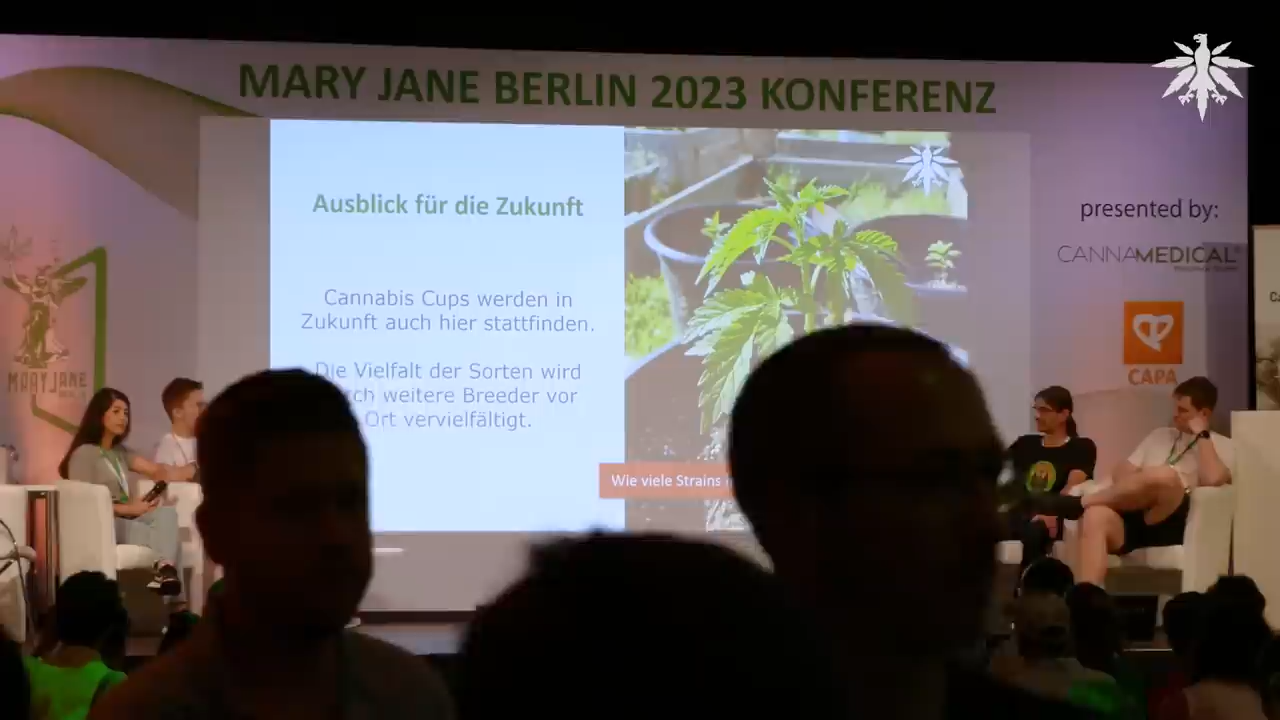 MARY JANE BERLIN 2023 KONFERENZ
Ausblick für die Zukunft
Cannabis Cups werden in
Zukunft auch hier stattfinden.
Die Vielfalt der Sorten wird
weitere Breeder vor
Ort vervielfältigt.
Wie viele Strains
presented by:
CANNAMEDICAL
CAPA
MARY JANE